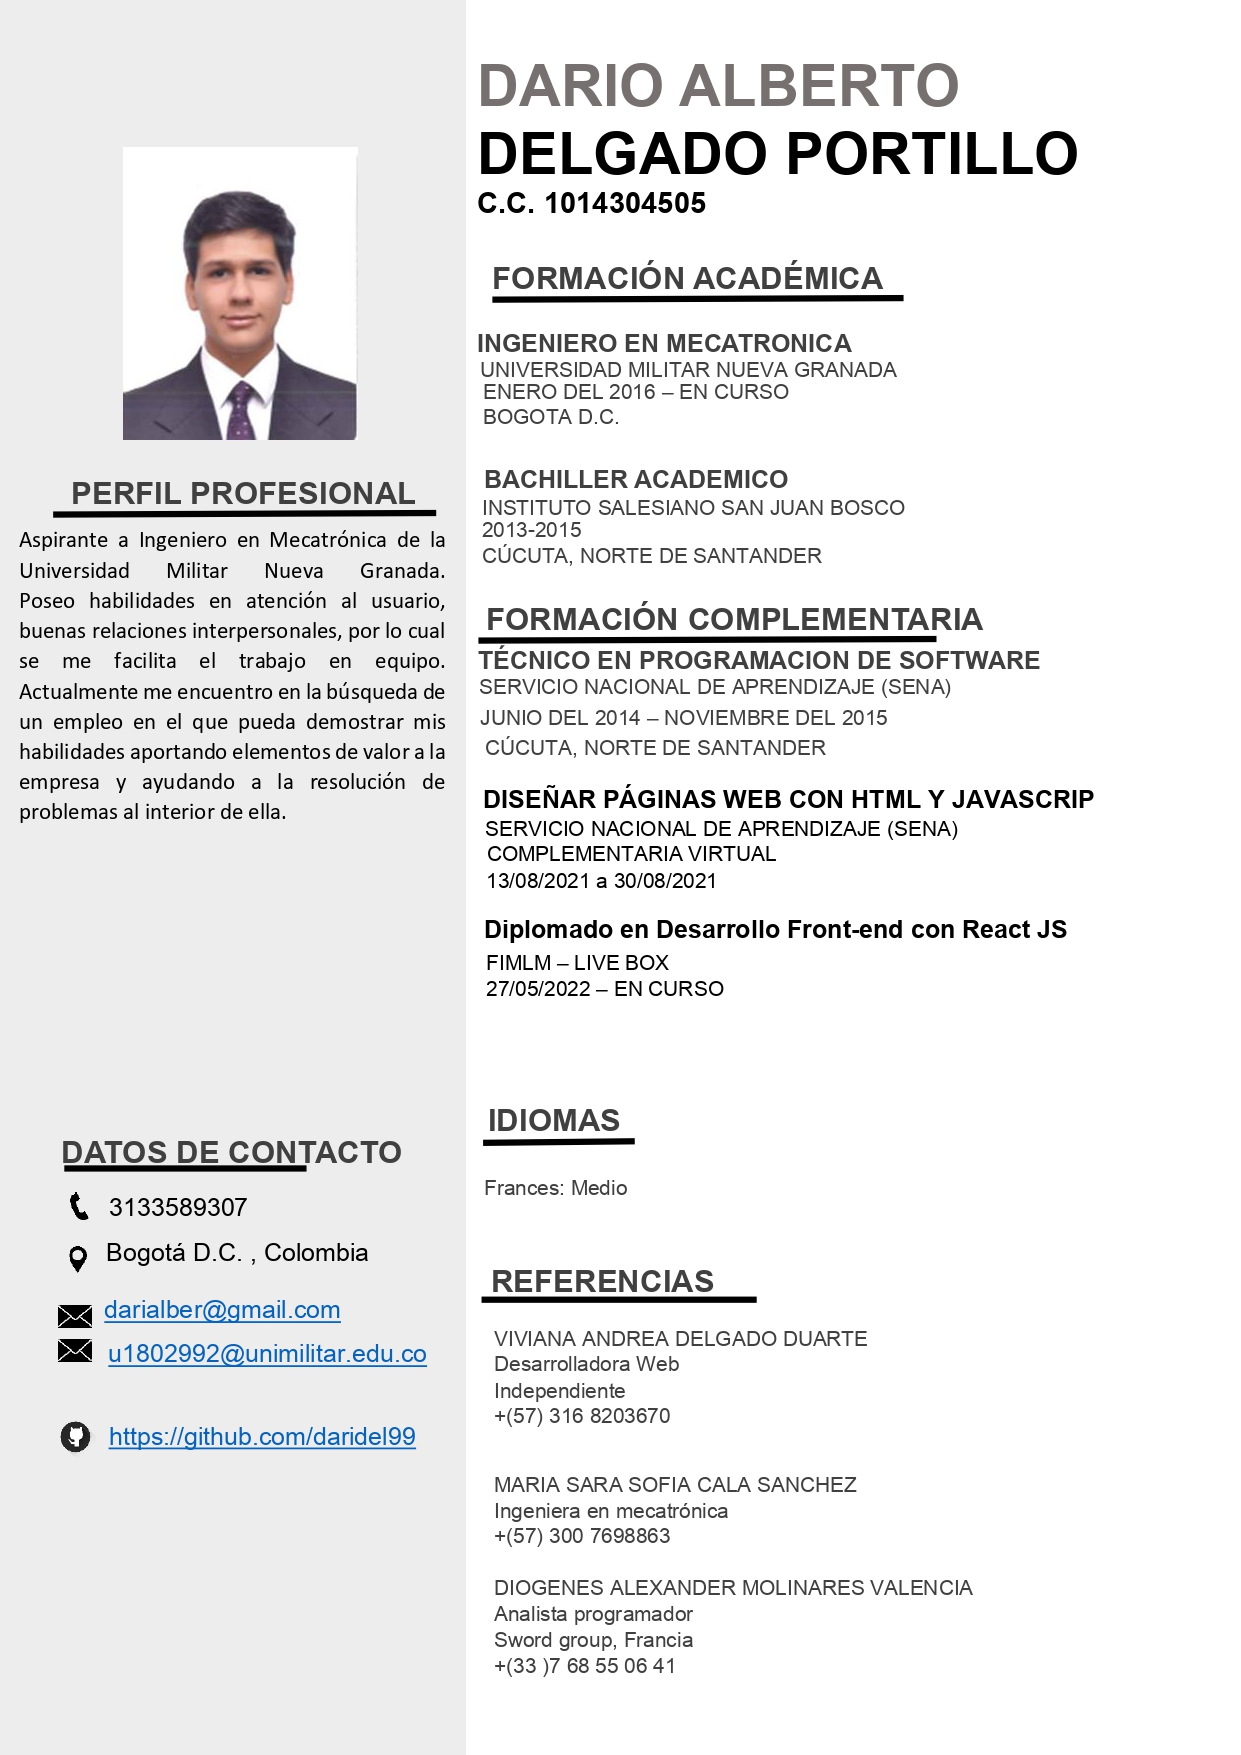 DARIO ALBERTO
DELGADO PORTILLO
C.C. 1014304505
PERFIL PROFESIONAL
Aspirante a Ingeniero en Mecatrónica de la
Universidad Militar Nueva Granada.
Poseo habilidades en atención al usuario,
buenas relaciones interpersonales, por lo cual
se me facilita el trabajo en equipo.
Actualmente me encuentro en la búsqueda de
un empleo en el que pueda demostrar mis
habilidades aportando elementos de valor a la
empresa y ayudando a la resolución de
problemas al interior de ella.
DATOS DE CONTACTO
3133589307
Bogotá D.C. , Colombia
darialber@gmail.com
u1802992@unimilitar.edu.co
https://github.com/daridel99
FORMACIÓN ACADÉMICA
INGENIERO EN MECATRONICA
UNIVERSIDAD MILITAR NUEVA GRANADA
ENERO DEL 2016 – EN CURSO
BOGOTA D.C.
BACHILLER ACADEMICO
INSTITUTO SALESIANO SAN JUAN BOSCO
2013-2015
CÚCUTA, NORTE DE SANTANDER
FORMACIÓN COMPLEMENTARIA
TÉCNICO EN PROGRAMACION DE SOFTWARE
SERVICIO NACIONAL DE APRENDIZAJE (SENA)
JUNIO DEL 2014 – NOVIEMBRE DEL 2015
CÚCUTA, NORTE DE SANTANDER
DISEÑAR PÁGINAS WEB CON HTML Y JAVASCRIP
SERVICIO NACIONAL DE APRENDIZAJE (SENA)
COMPLEMENTARIA VIRTUAL
13/08/2021 a 30/08/2021
Diplomado en Desarrollo Front-end con React JS
FIMLM – LIVE BOX
27/05/2022 – EN CURSO
IDIOMAS
Frances: Medio
REFERENCIAS
VIVIANA ANDREA DELGADO DUARTE
Desarrolladora Web
Independiente
+(57) 316 8203670
MARIA SARA SOFIA CALA SANCHEZ
Ingeniera en mecatrónica
+(57) 300 7698863
DIOGENES ALEXANDER MOLINARES VALENCIA
Analista programador
Sword group, Francia
+(33 )7 68 55 06 41